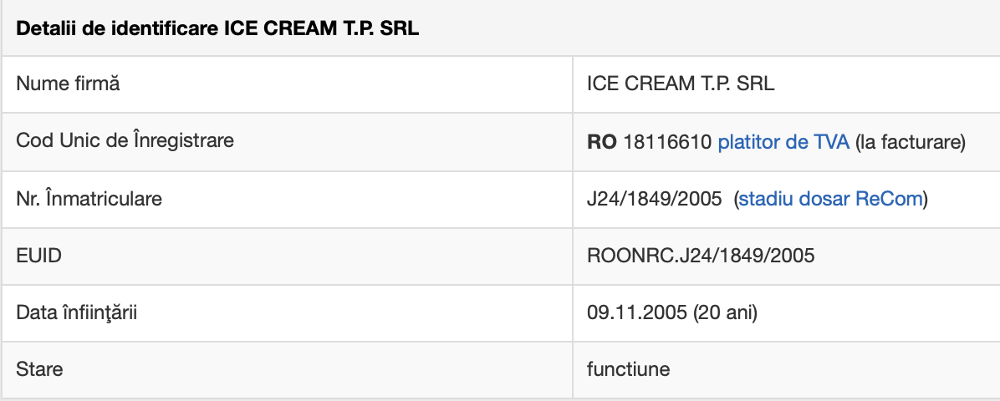 Detalii de identificare ICE CREAM T.P. SRL
Nume firmă ICE CREAM T.P. SRL
Cod Unic de Înregistrare RO 18116610 platitor de TVA (la facturare)
Nr. Înmatriculare J24/1849/2005 (stadiu dosar ReCom)
EUID ROONRC.J24/1849/2005
Data înfiinţării 09.11.2005 (20 ani)
Stare functiune